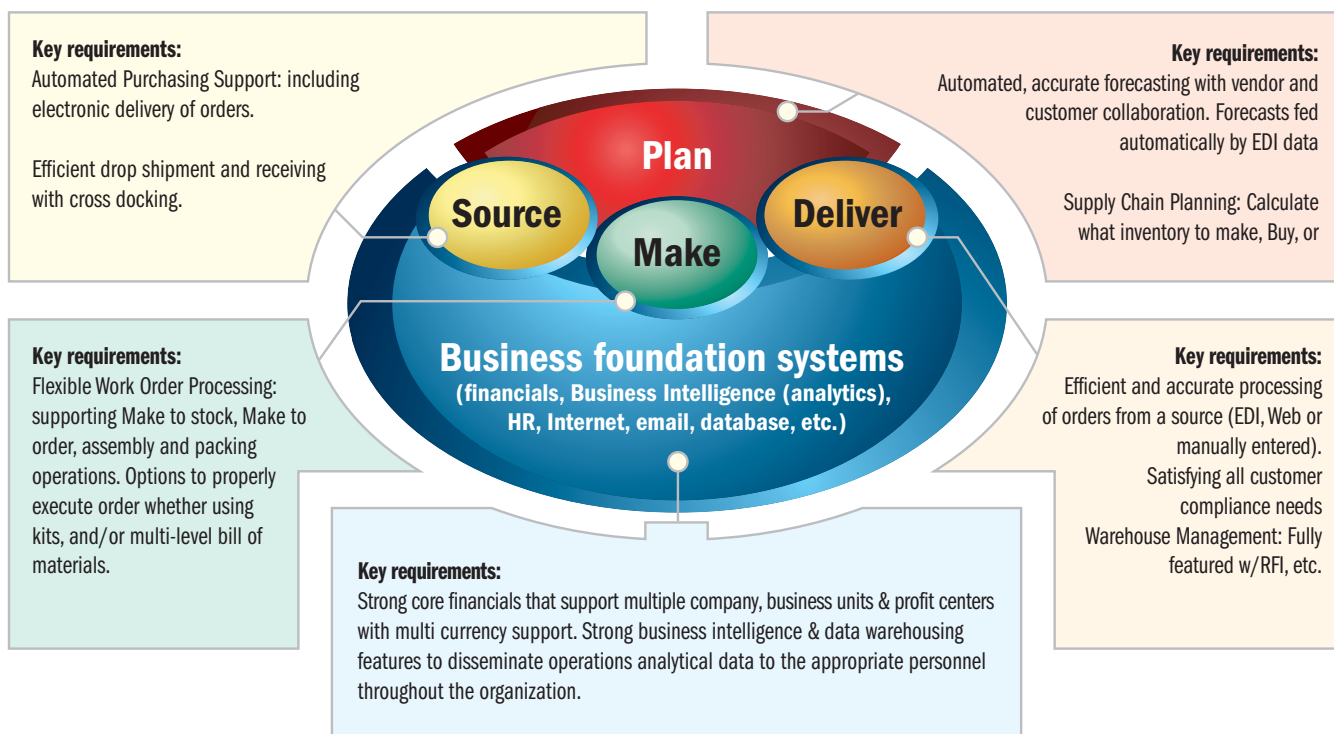 Key requirements:
Automated Purchasing Support: including
electronic delivery of orders.
Efficient drop shipment and receiving
with cross docking.
Key requirements:
Automated, accurate forecasting with vendor and
customer collaboration. Forecasts fed
automatically by EDI data
Supply Chain Planning: Calculate
what inventory to make, Buy, or
Plan
Source
Make
Deliver
Business foundation systems
(financials, Business Intelligence (analytics),
HR, Internet, email, database, etc.)
Key requirements:
Flexible Work Order Processing:
supporting Make to stock, Make to
order, assembly and packing
operations. Options to properly
execute order whether using
kits, and/or multi-level bill of
materials.
Key requirements:
Efficient and accurate processing
of orders from a source (EDI, Web or
manually entered).
Satisfying all customer
compliance needs
Warehouse Management: Fully
featured w/RFI, etc.
Key requirements:
Strong core financials that support multiple company, business units & profit centers
with multi currency support. Strong business intelligence & data warehousing
features to disseminate operations analytical data to the appropriate personnel
throughout the organization.